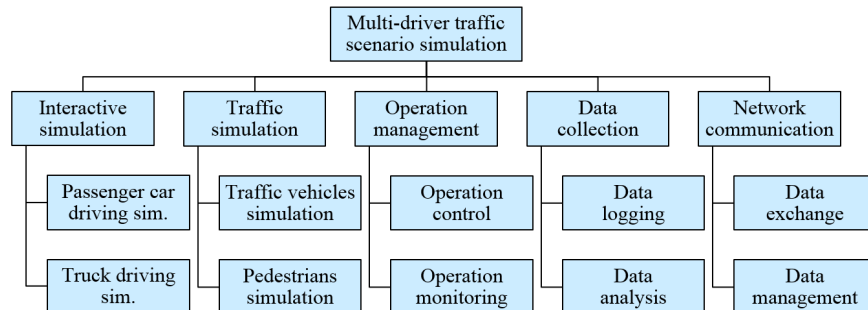 Multi-driver traffic
scenario simulation
Interactive
simulation
Traffic
simulation
Operation
management
Data
collection
Network
communication
Passenger car
driving sim.
Traffic vehicles
simulation
Operation
control
Data
logging
Data
exchange
Truck driving
sim.
Pedestrians
simulation
Operation
monitoring
Data
analysis
Data
management